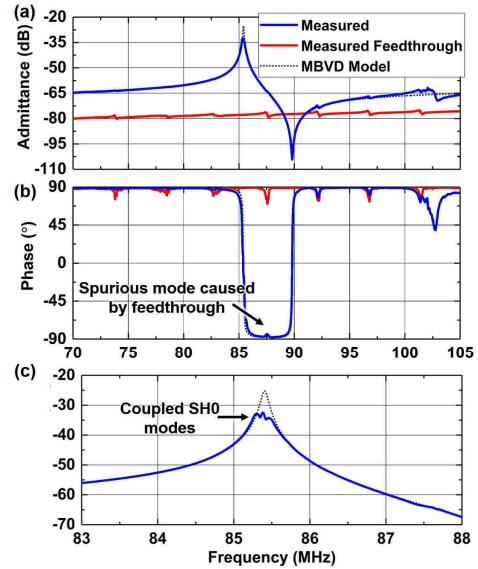 (a)
Admittance (dB)
-20
-35
-50
-65
-80
-95
-110
Measured
Measured Feedthrough
MBVD Model
(b)
Phase (°)
90
45
0
-45
-90
Spurious mode caused
by feedthrough
70 75 80 85 90 95 100 105
(c)
-20
-30
-40
-50
-60
-70
Coupled SH0
modes
83 84 85 86 87 88
Frequency (MHz)